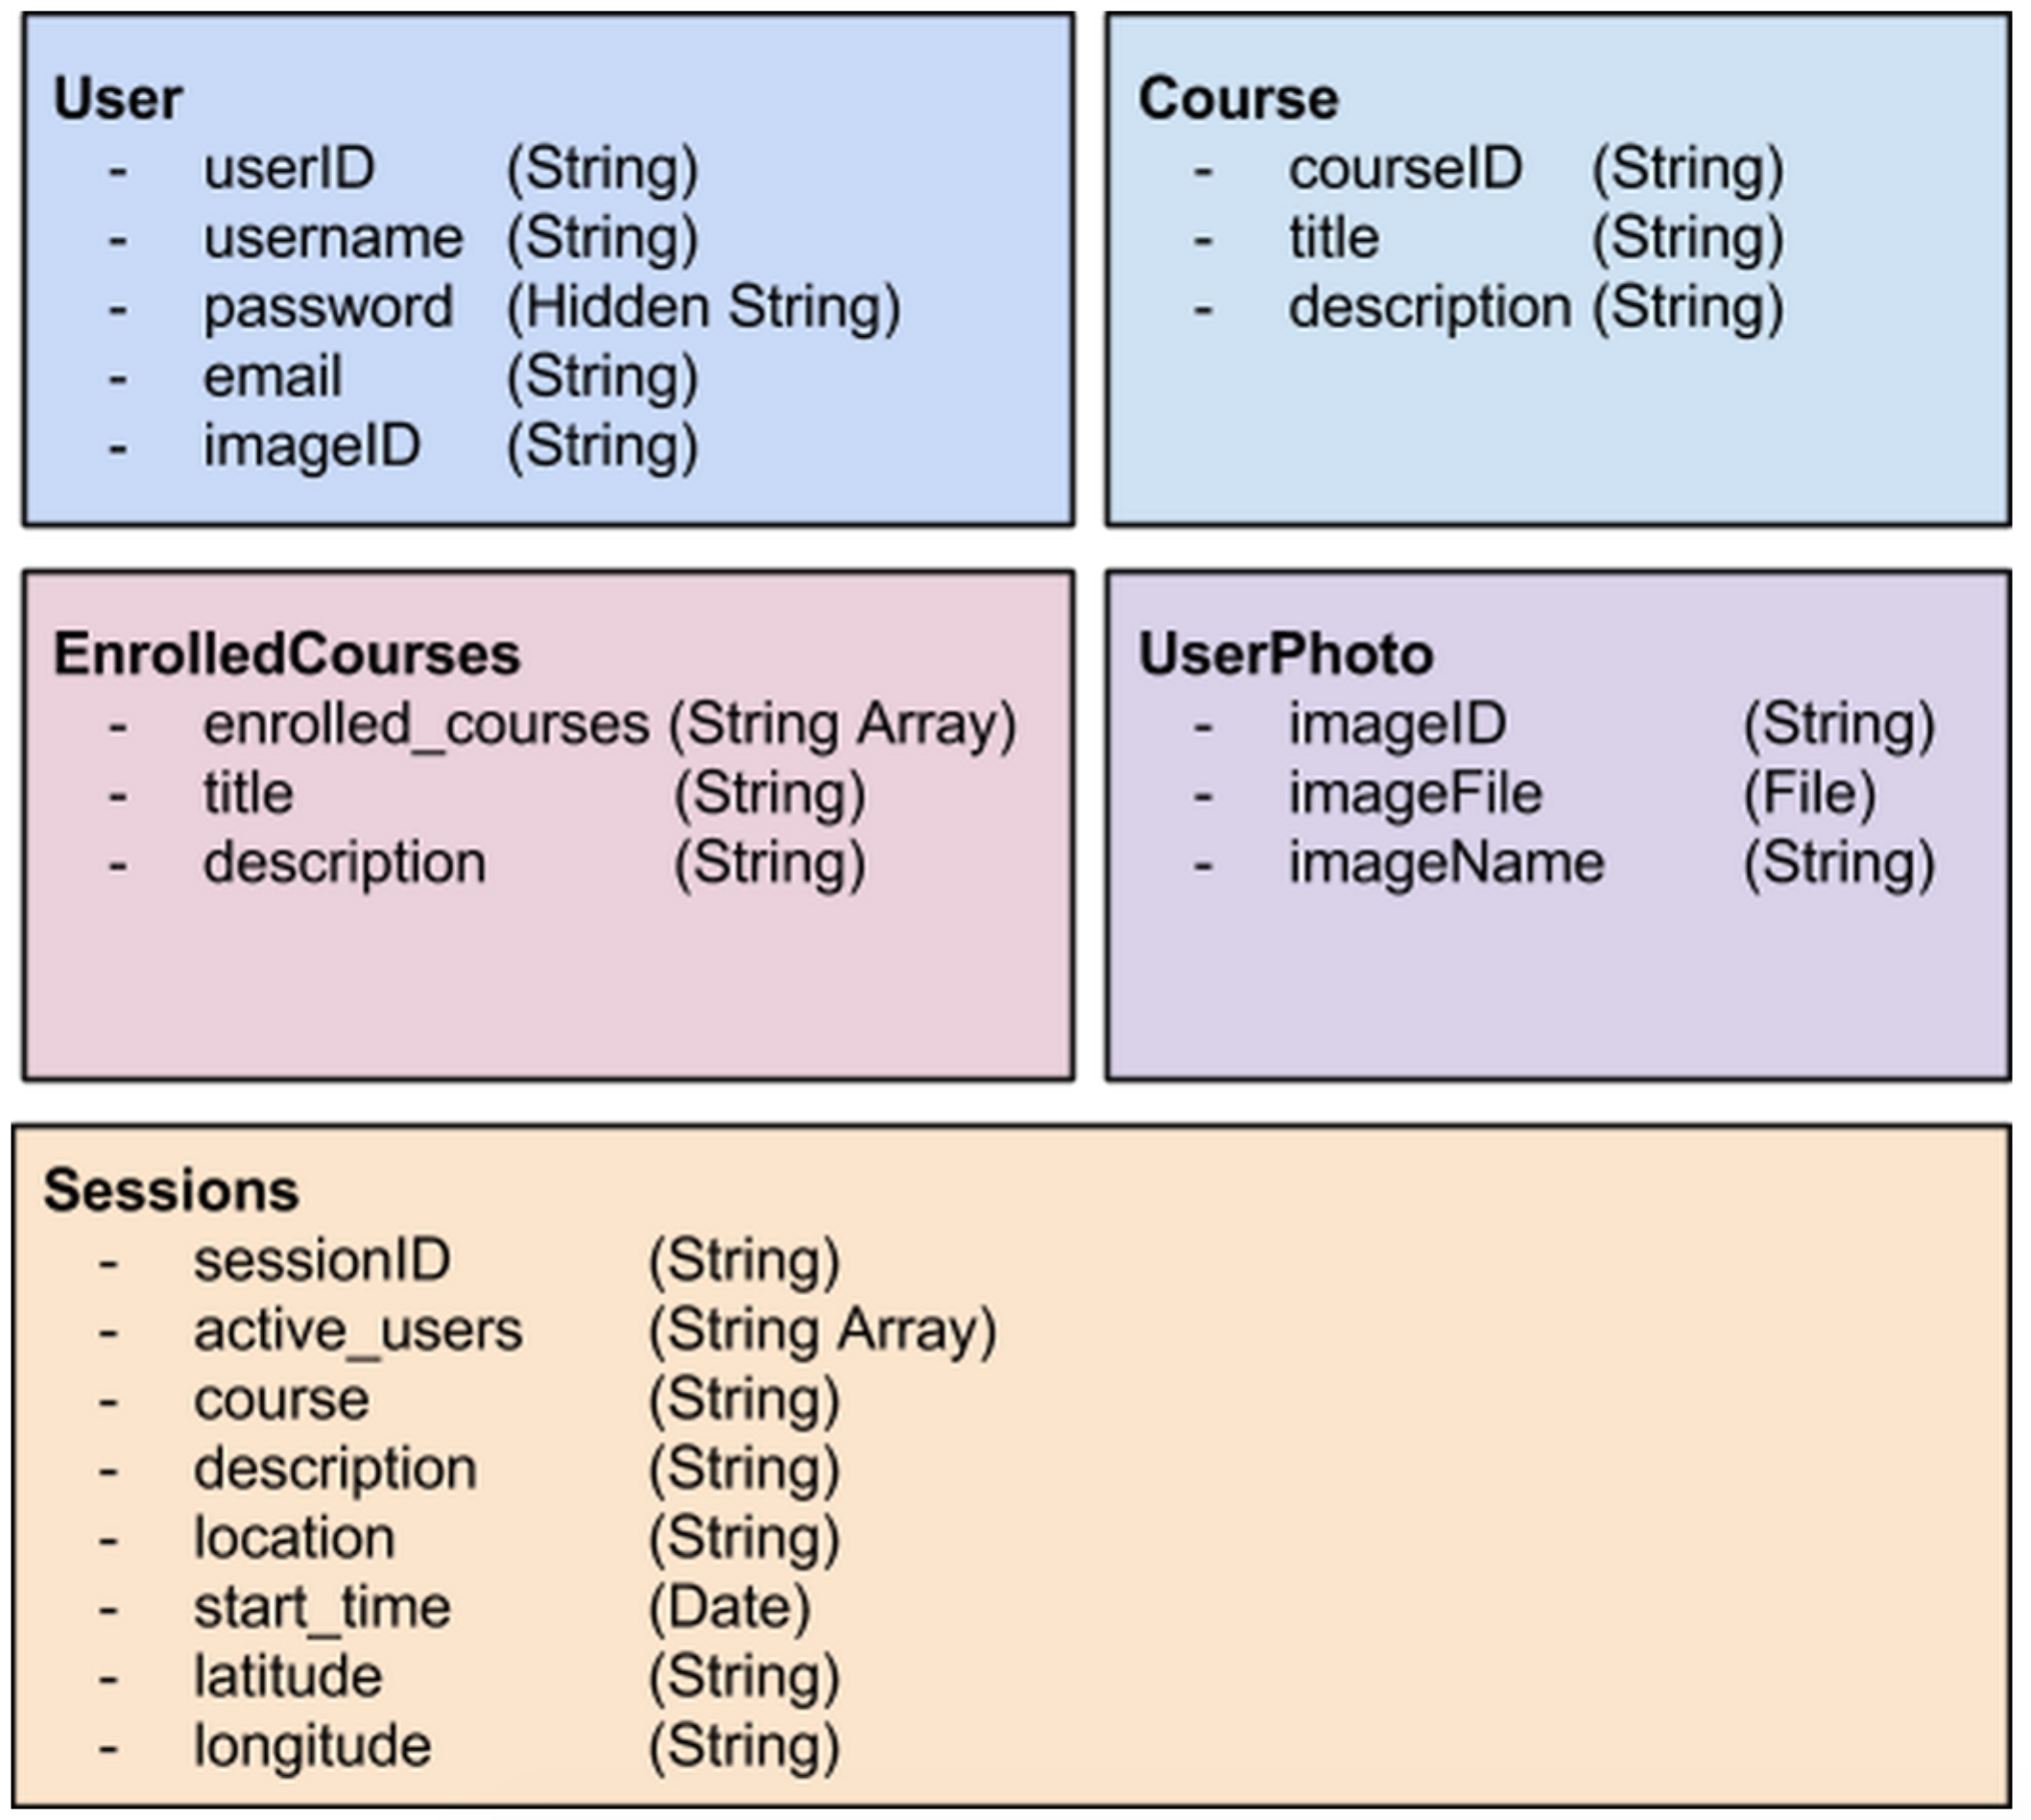 User
- userID (String)
- username (String)
- password (Hidden String)
- email (String)
- imageID (String)
Course
- courseID (String)
- title (String)
- description (String)
EnrolledCourses
- enrolled_courses (String Array)
- title (String)
- description (String)
UserPhoto
- imageID (String)
- imageFile (File)
- imageName (String)
Sessions
- sessionID (String)
- active_users (String Array)
- course (String)
- description (String)
- location (String)
- start_time (Date)
- latitude (String)
- longitude (String)